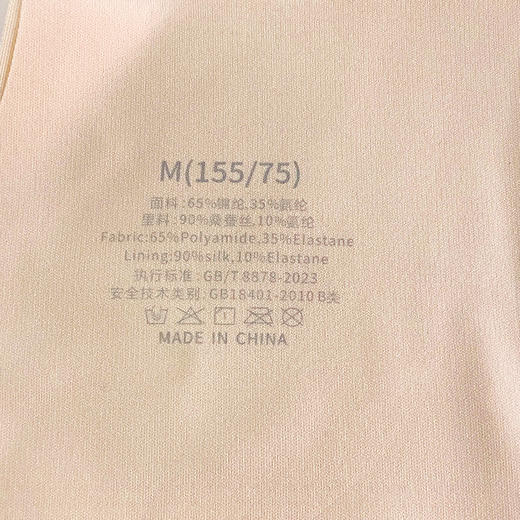 M(155/75)
面料:65%锦纶,35%氨纶
里料:90%桑蚕丝,10%氨纶
Fabric:65%Polyamide,35%Elastane
Lining:90%silk,10%Elastane
执行标准:GB/T 8878-2023
安全技术类别:GB18401-2010 B类
MADE IN CHINA